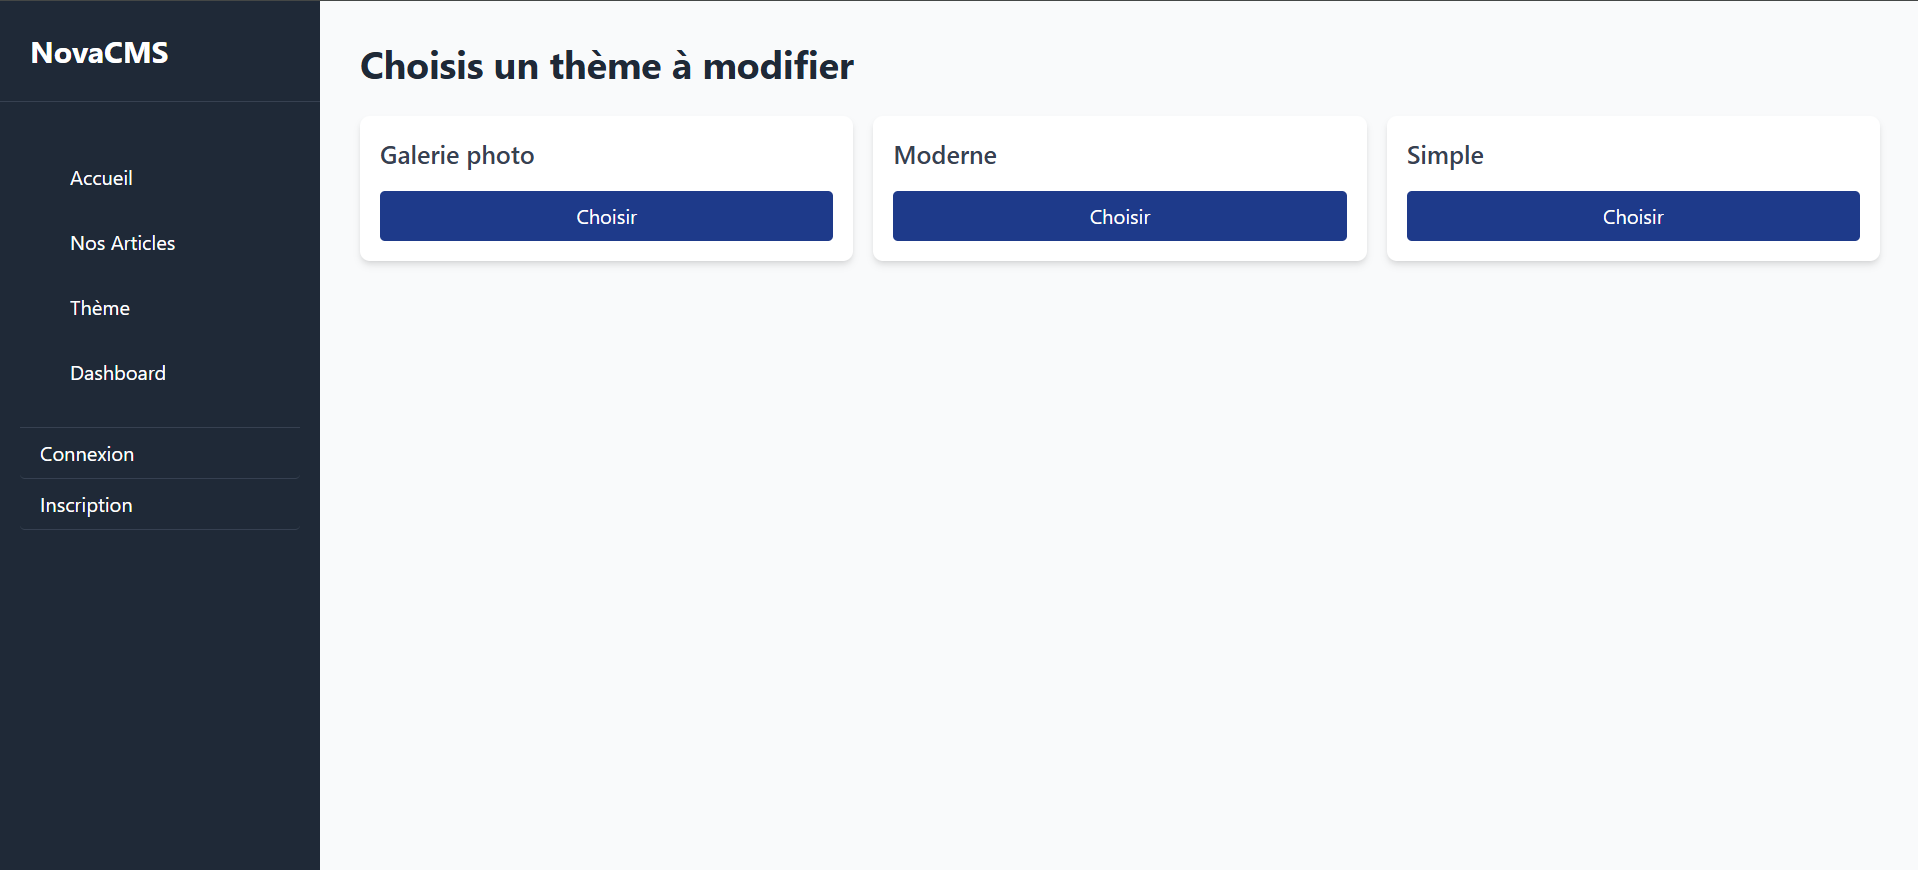 NovaCMS
Accueil
Nos Articles
Thème
Dashboard
Connexion
Inscription
Choisis un thème à modifier
Galerie photo
Choisir
Moderne
Choisir
Simple
Choisir